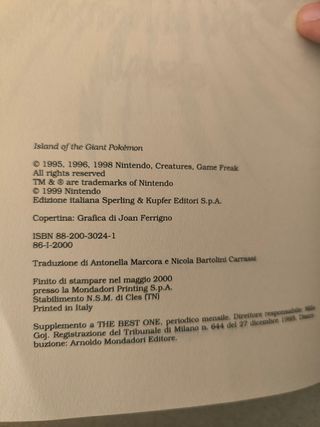 Island of the Giant Pokémon
© 1995, 1996, 1998 Nintendo, Creatures, Game Freak
All rights reserved
TM & ® are trademarks of Nintendo
© 1999 Nintendo
Edizione italiana Sperling & Kupfer Editori S.p.A.
Copertina: Grafica di Joan Ferrigno
ISBN 88-200-3024-1
86-I-2000
Traduzione di Antonella Marcora e Nicola Bartolini Carrassi
Finito di stampare nel maggio 2000
presso la Mondadori Printing S.p.A.
Stabilimento N.S.M. di Cles (TN)
Printed in Italy
Supplemento a THE BEST ONE, periodico mensile. Direttore responsabile:
Goj. Registrazione del Tribunale di Milano n. 644 del 27 dicembre 1993. Distri-
buzione: Arnoldo Mondadori Editore.